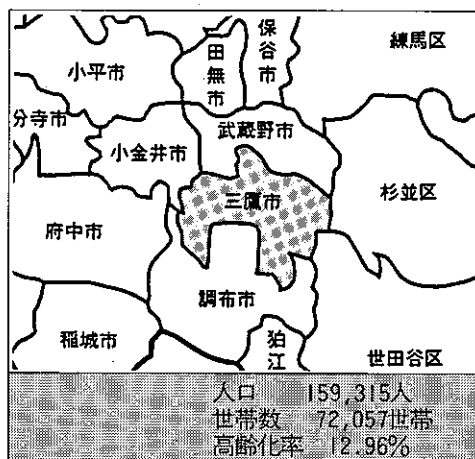 練馬区
保谷市
田無市
小平市
分寺市
武蔵野市
小金井市
杉並区
三鷹市
府中市
調布市
稲城市
狛江
世田谷区
人口 159,315人
世帯数 72,057世帯
高齢化率 12.96%